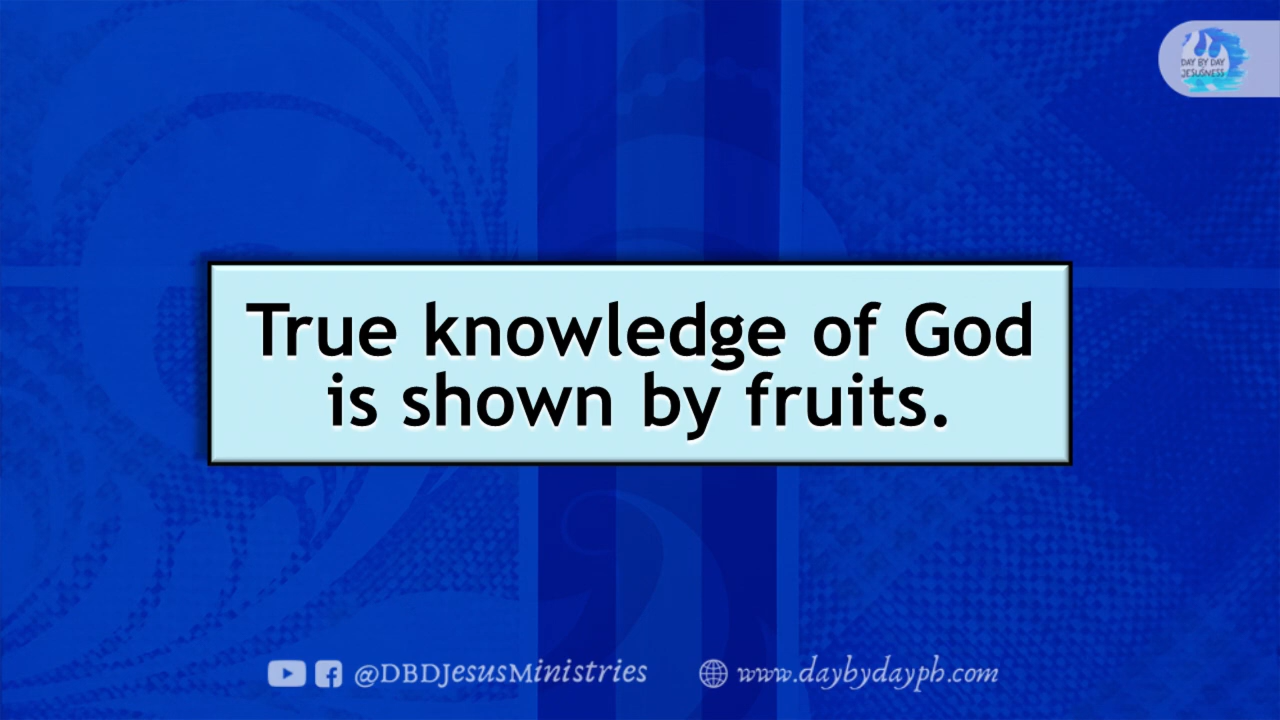 DAY BY DAY
JESUSNESS
True knowledge of God
is shown by fruits.
@DBDJesusMinistries
www.daybydayph.com